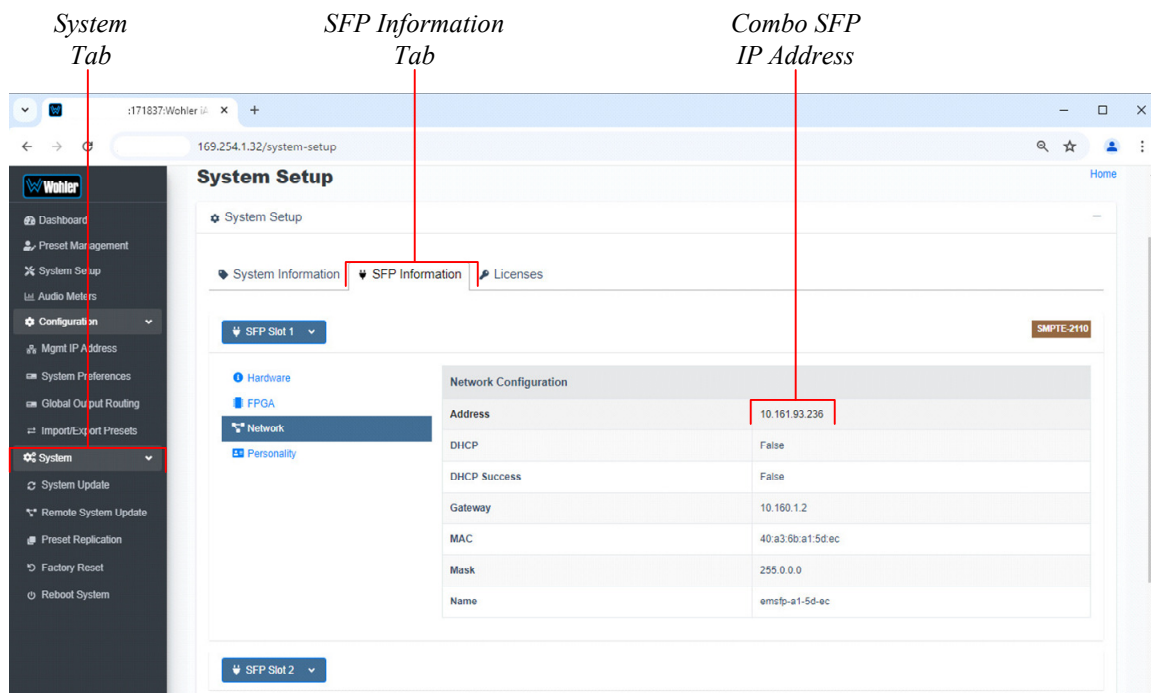 System
Tab
SFP Information
Tab
Combo SFP
IP Address
:171837:Wohler
169.254.1.32/system-setup
Wohler
System Setup
Home
Dashboard
Preset Management
System Setup
Audio Meters
Configuration
Mgmt IP Address
System Preferences
Global Output Routing
Import/Export Presets
System
System Update
Remote System Update
Preset Replication
Factory Reset
Reboot System
System Setup
System Information SFP Information Licenses
SFP Slot 1 SMPTE-2110
Hardware
FPGA
Network
Personality
Network Configuration
Address 10.161.93.236
DHCP False
DHCP Success False
Gateway 10.160.1.2
MAC 40:a3:6b:a1:5d:ec
Mask 255.0.0.0
Name emsfp-a1-5d-ec
SFP Slot 2